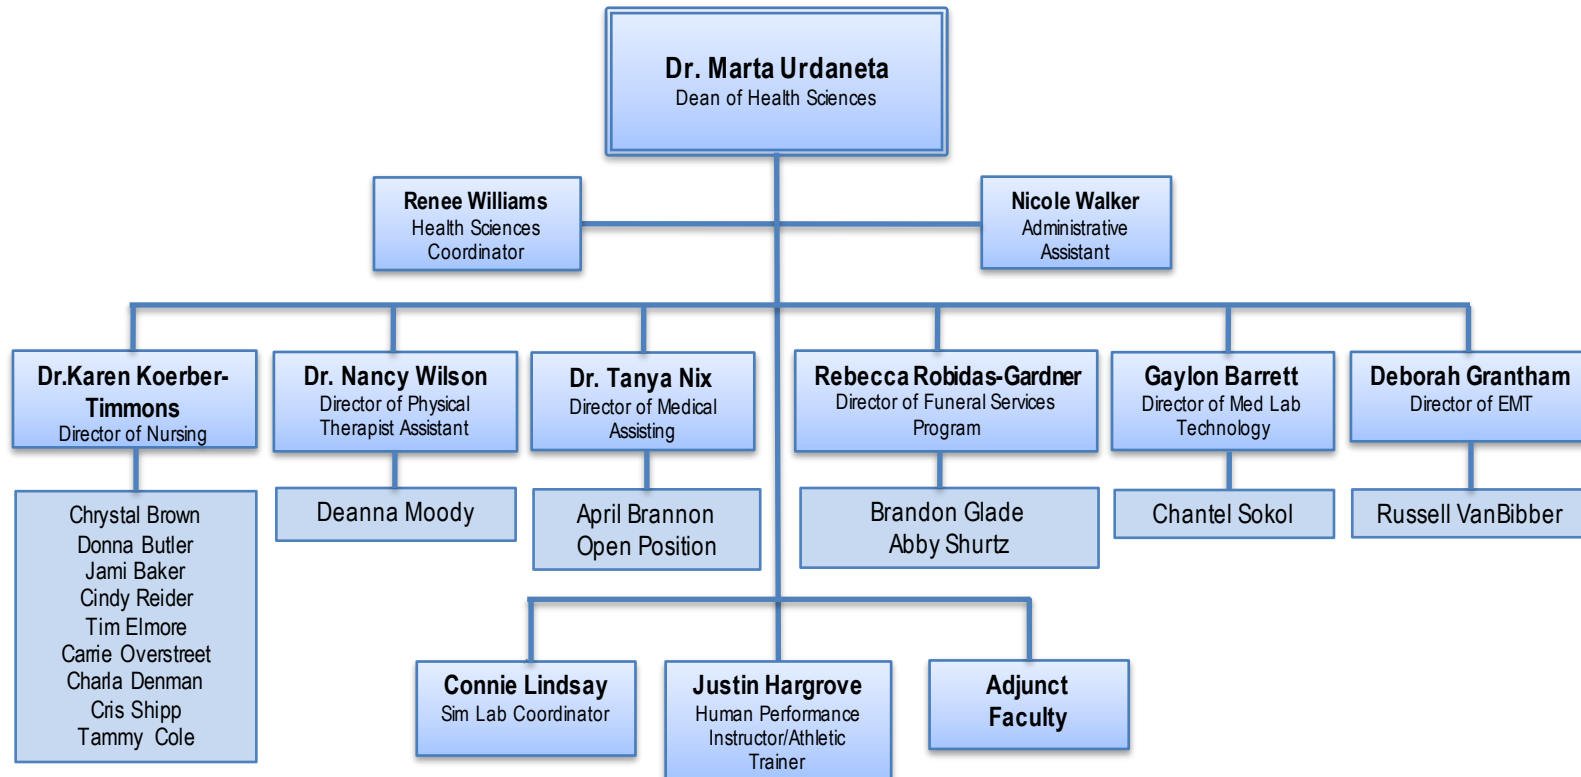 Dr. Marta Urdaneta
Dean of Health Sciences
Renee Williams
Health Sciences
Coordinator
Nicole Walker
Administrative
Assistant
Dr.Karen Koerber-
Timmons
Director of Nursing
Dr. Nancy Wilson
Director of Physical
Therapist Assistant
Dr. Tanya Nix
Director of Medical
Assisting
Rebecca Robidas-Gardner
Director of Funeral Services
Program
Gaylon Barrett
Director of Med Lab
Technology
Deborah Grantham
Director of EMT
Chrystal Brown
Donna Butler
Jami Baker
Cindy Reider
Tim Elmore
Carrie Overstreet
Charla Denman
Cris Shipp
Tammy Cole
Deanna Moody
April Brannon
Open Position
Brandon Glade
Abby Shurtz
Chantel Sokol
Russell VanBibber
Connie Lindsay
Sim Lab Coordinator
Justin Hargrove
Human Performance
Instructor/Athletic
Trainer
Adjunct
Faculty